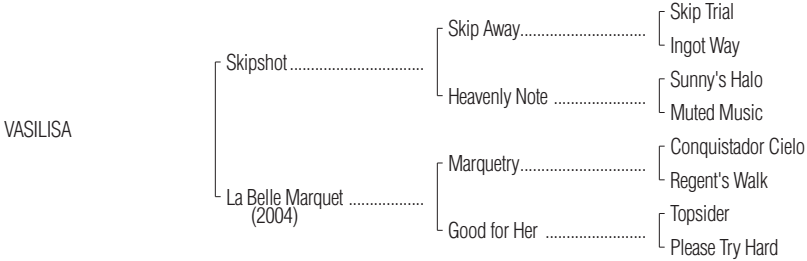 Skip Trial
Skip Away..............................
Ingot Way
Skipshot................................
Sunny's Halo
Heavenly Note ......................
Muted Music
VASILISA
Conquistador Cielo
Marquetry..............................
Regent's Walk
La Belle Marquet ..................
(2004)
Topsider
Good for Her ........................
Please Try Hard